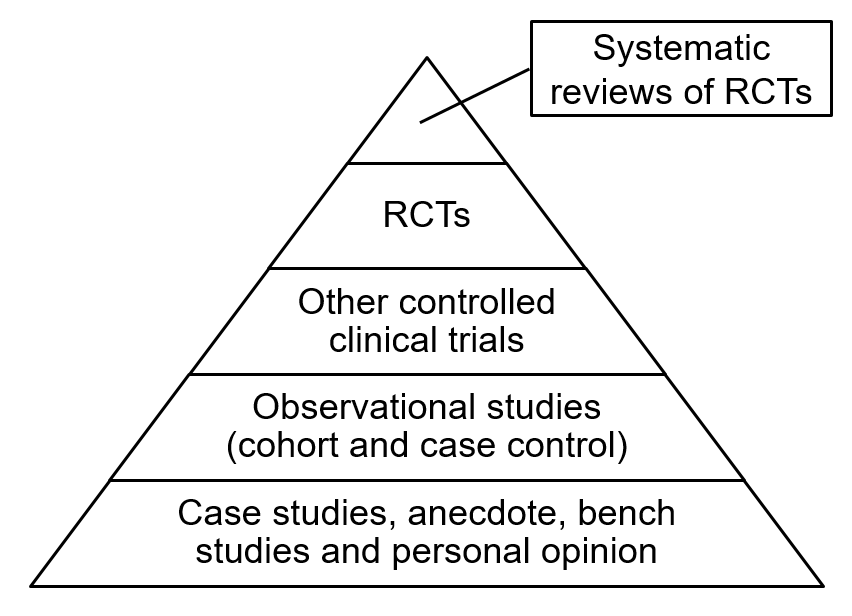 Systematic
reviews of RCTs
RCTs
Other controlled
clinical trials
Observational studies
(cohort and case control)
Case studies, anecdote, bench
studies and personal opinion